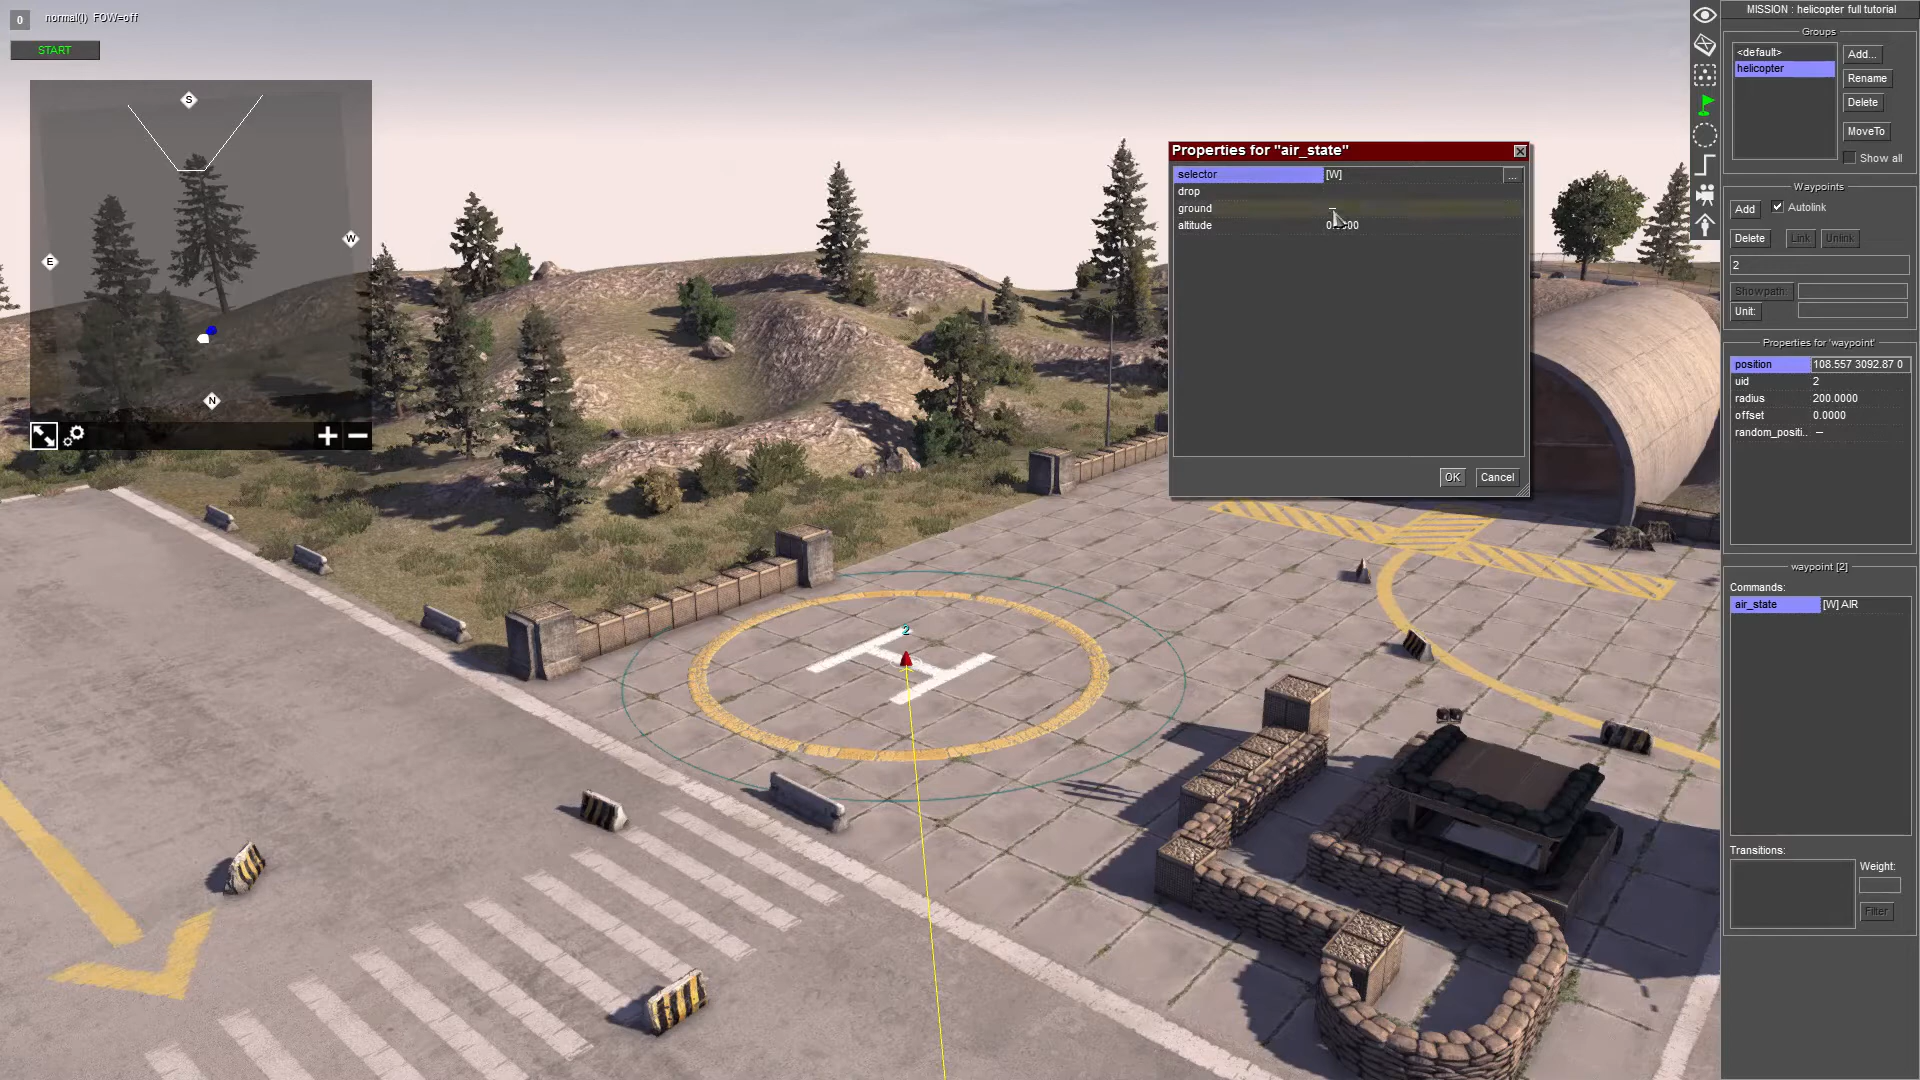 0 normal(l) FOW=off
START
S
W
E
N
Properties for "air_state"
selector [W] ...
drop
ground –
altitude
OK Cancel
2
H
MISSION : helicopter full tutorial
Groups
<default>
helicopter
Add...
Rename
Delete
MoveTo
Show all
Waypoints
Add Autolink
Delete Link Unlink
2
Showpath:
Unit:
Properties for 'waypoint'
position 108.557 3092.87 0
uid 2
radius 200.0000
offset 0.0000
random_positi.. –
waypoint [2]
Commands:
air_state [W] AIR
Transitions:
Weight:
Filter